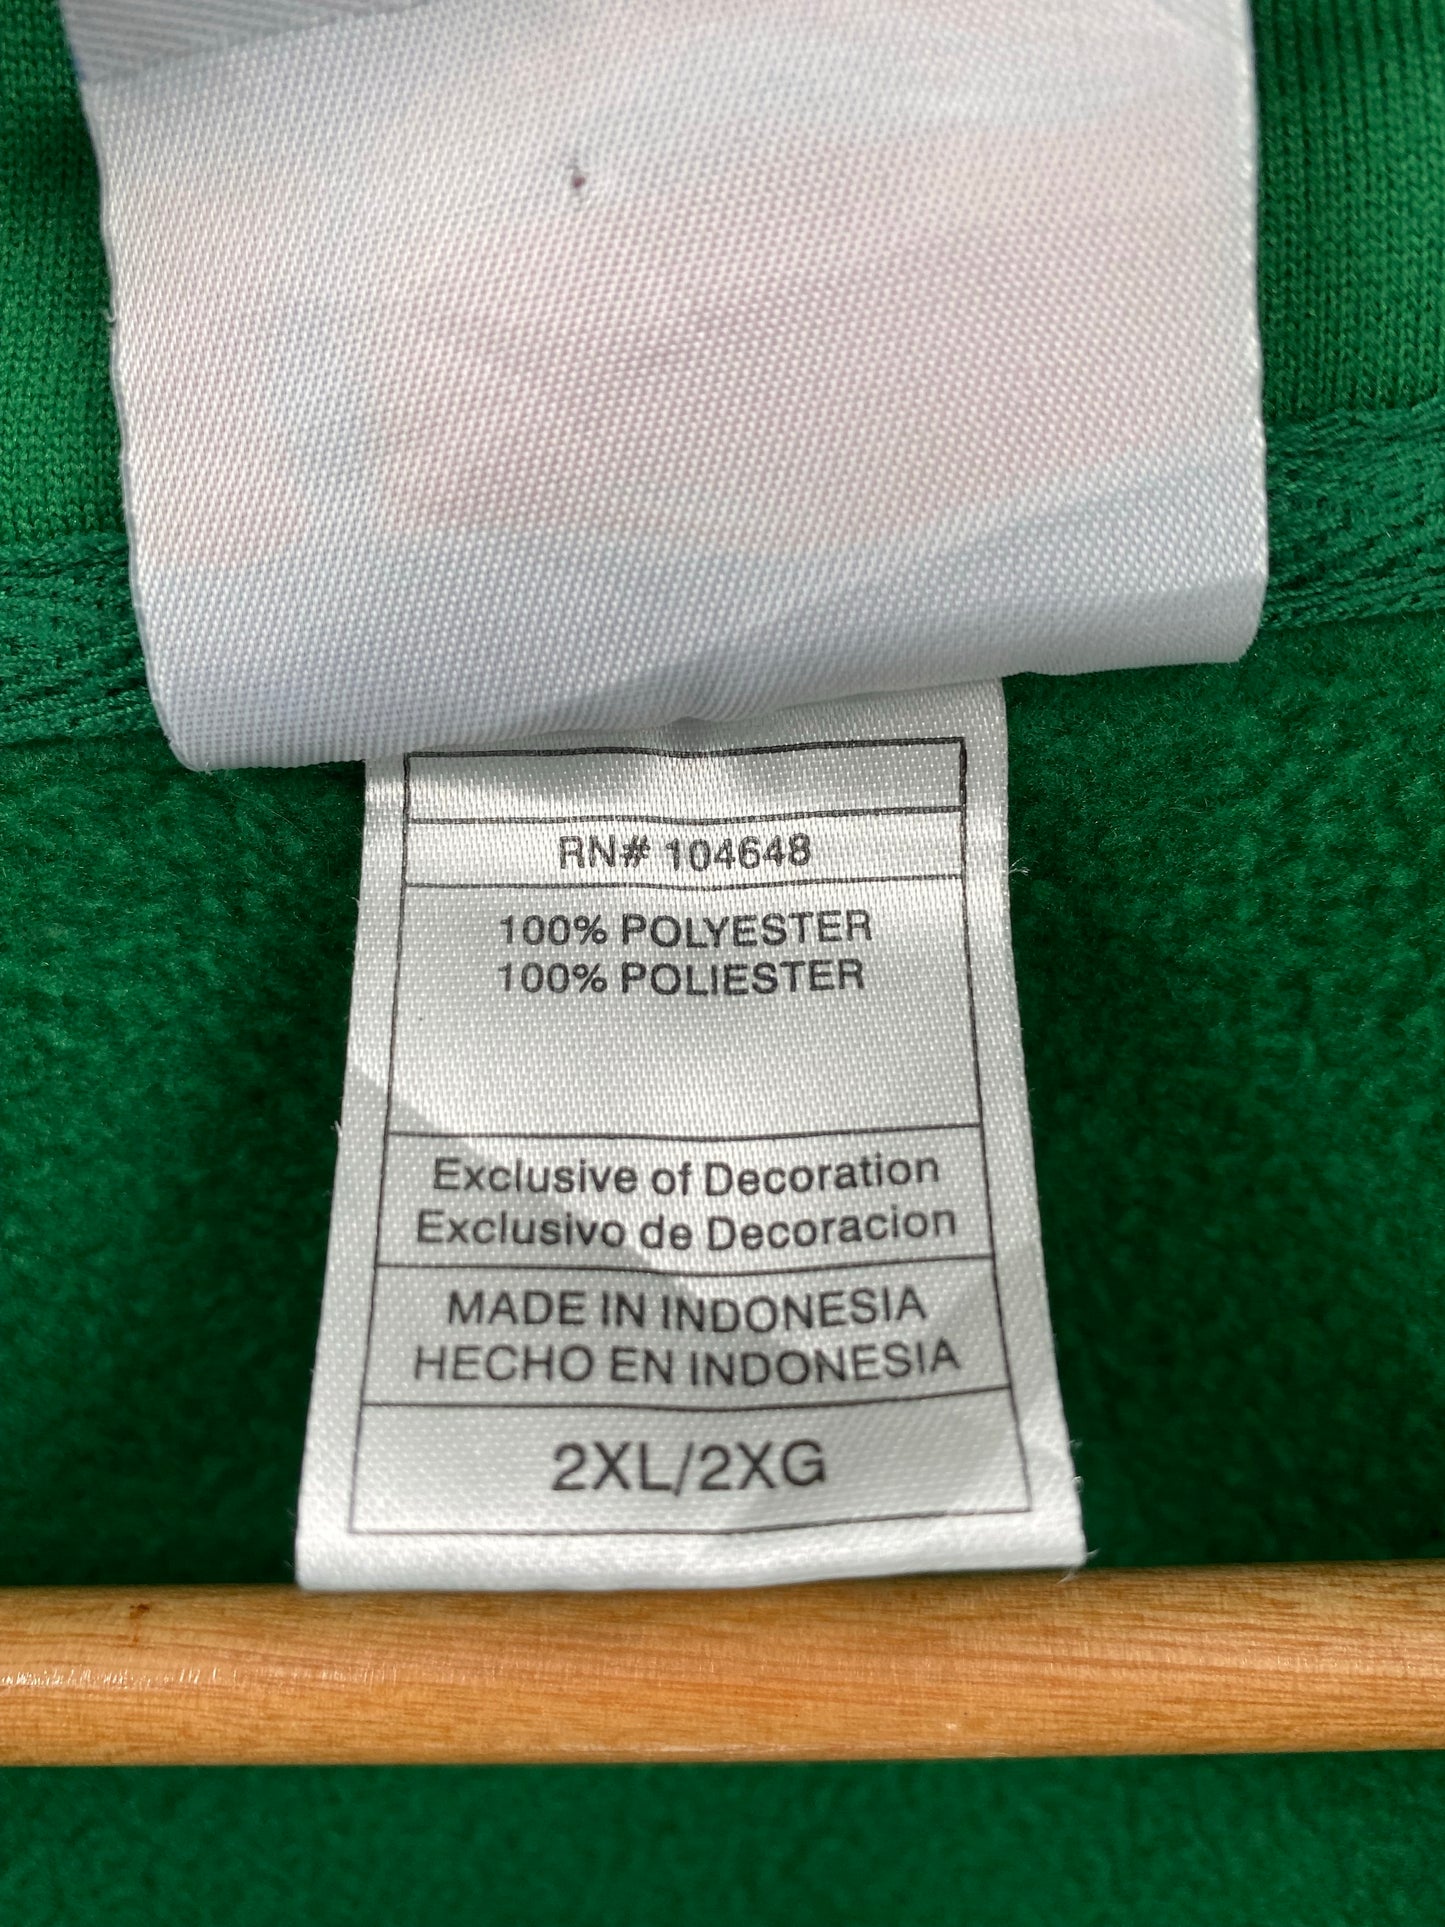 RN# 104648
100% POLYESTER
100% POLIESTER
Exclusive of Decoration
Exclusivo de Decoracion
MADE IN INDONESIA
HECHO EN INDONESIA
2XL/2XG